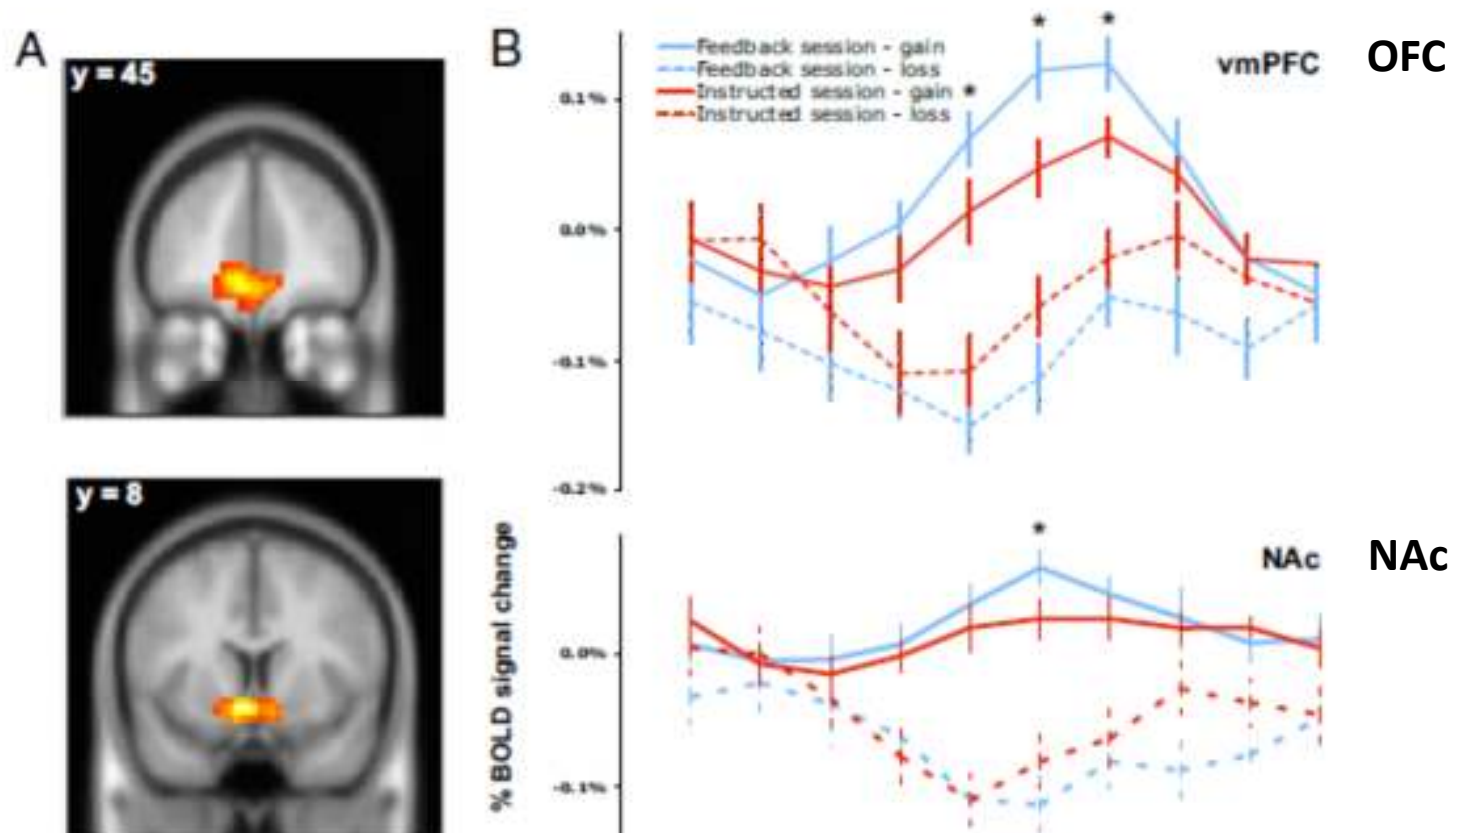 A
y = 45
B
Feedback session - gain
Feedback session - loss
Instructed session - gain
Instructed session - loss
*
*
*
vmPFC
OFC
0.1%
0.0%
-0.1%
-0.2%
y = 8
% BOLD signal change
*
NAc
NAc
0.0%
-0.1%